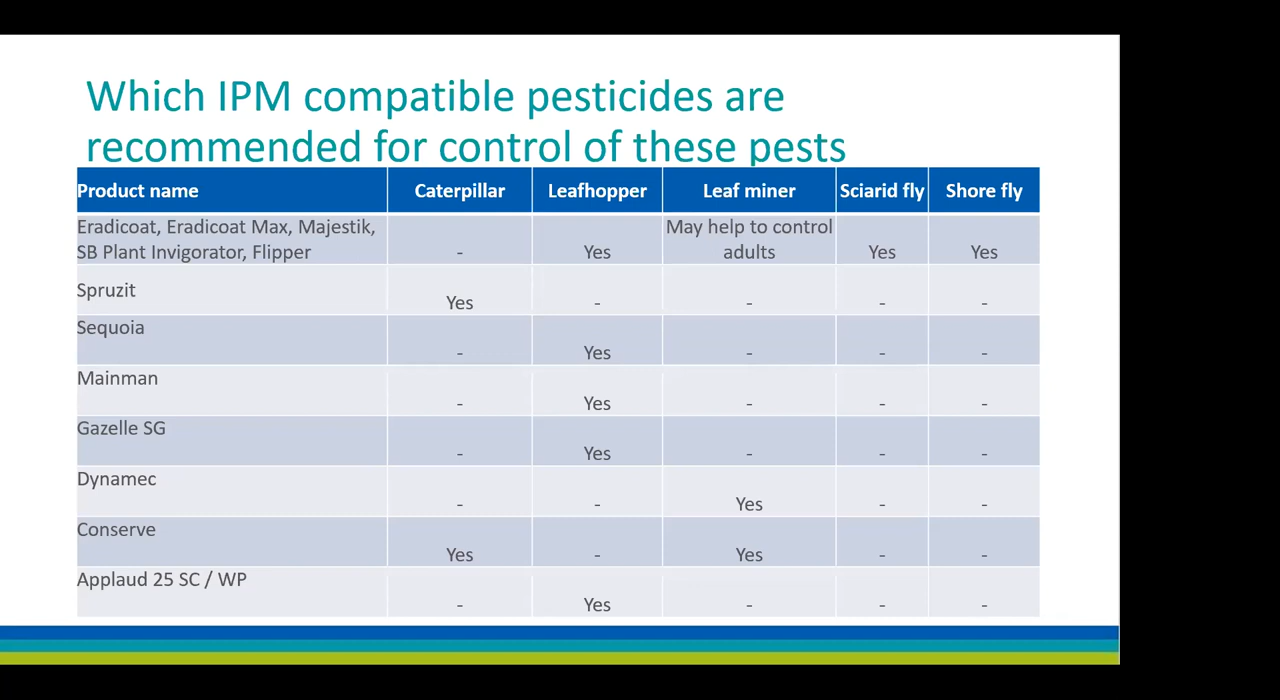 Which IPM compatible pesticides are
recommended for control of these pests
Product name Caterpillar Leafhopper Leaf miner Sciarid fly Shore fly
Eradicoat, Eradicoat Max, Majestik, May help to control
SB Plant Invigorator, Flipper - Yes adults Yes Yes
Spruzit Yes - - - -
Sequoia - Yes - - -
Mainman - Yes - - -
Gazelle SG - Yes - - -
Dynamec - - Yes - -
Conserve Yes - Yes - -
Applaud 25 SC / WP - Yes - - -